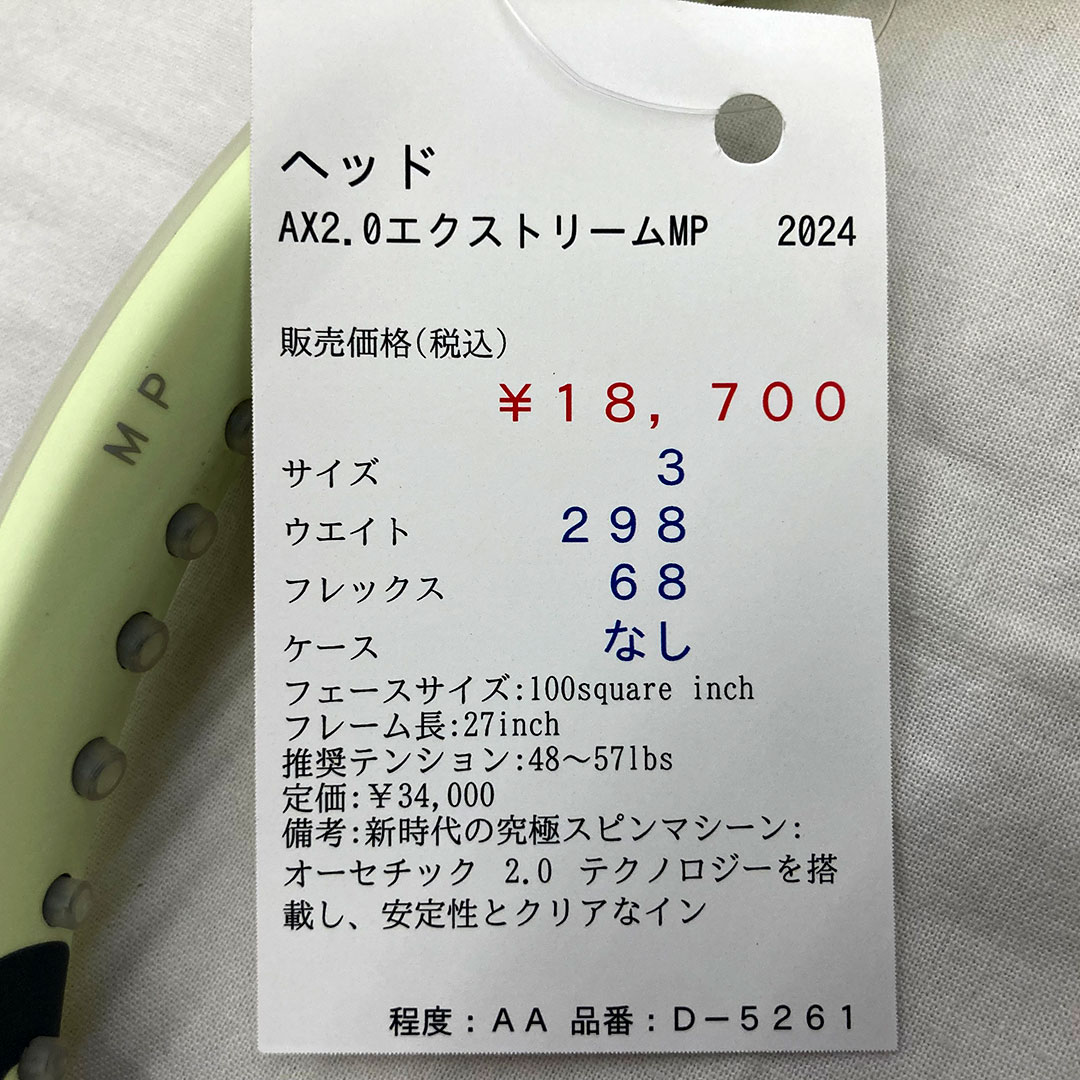 ヘッド
AX2.0エクストリームMP 2024
販売価格(税込)
¥18,700
サイズ 3
ウエイト 298
フレックス 68
ケース なし
フェースサイズ:100square inch
フレーム長:27inch
推奨テンション:48～57lbs
定価:¥34,000
備考:新時代の究極スピンマシーン:
オーセチック 2.0 テクノロジーを搭
載し、安定性とクリアなイン
程度:AA 品番:D-5261
MP